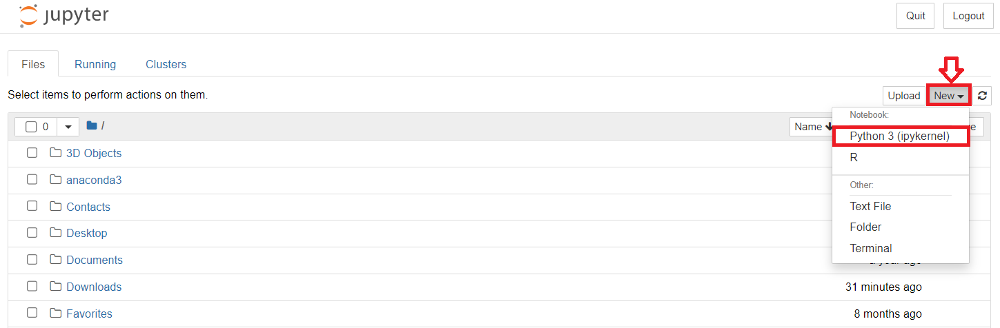 jupyter
Quit
Logout
Files
Running
Clusters
Select items to perform actions on them.
Upload
New
0
/
Name
Notebook:
Python 3 (ipykernel)
R
Other:
Text File
Folder
Terminal
3D Objects
anaconda3
Contacts
Desktop
Documents
Downloads
31 minutes ago
Favorites
8 months ago